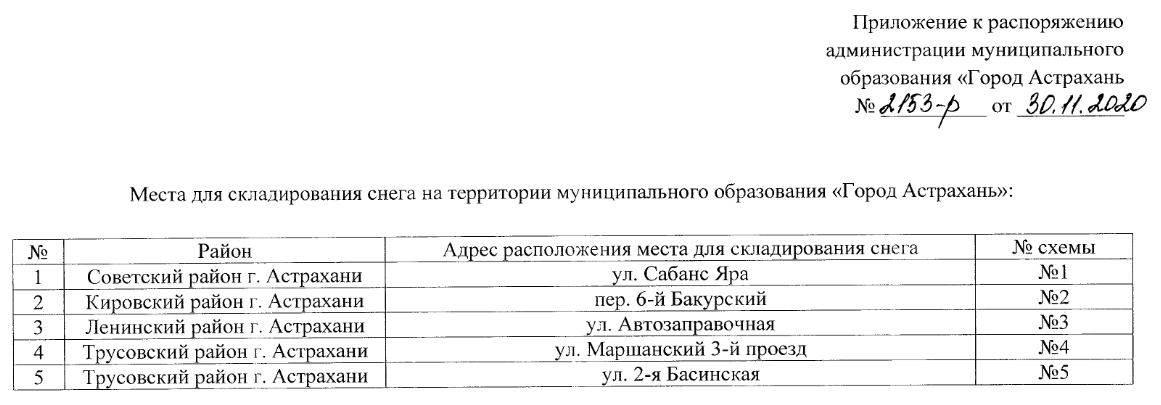 Приложение к распоряжению
администрации муниципального
образования «Город Астрахань
№ 2153-р от 30.11.2020
Места для складирования снега на территории муниципального образования «Город Астрахань»:
№ Район Адрес расположения места для складирования снега № схемы
1 Советский район г. Астрахани ул. Сабанс Яра №1
2 Кировский район г. Астрахани пер. 6-й Бакурский №2
3 Ленинский район г. Астрахани ул. Автозаправочная №3
4 Трусовский район г. Астрахани ул. Маршанский 3-й проезд №4
5 Трусовский район г. Астрахани ул. 2-я Басинская №5